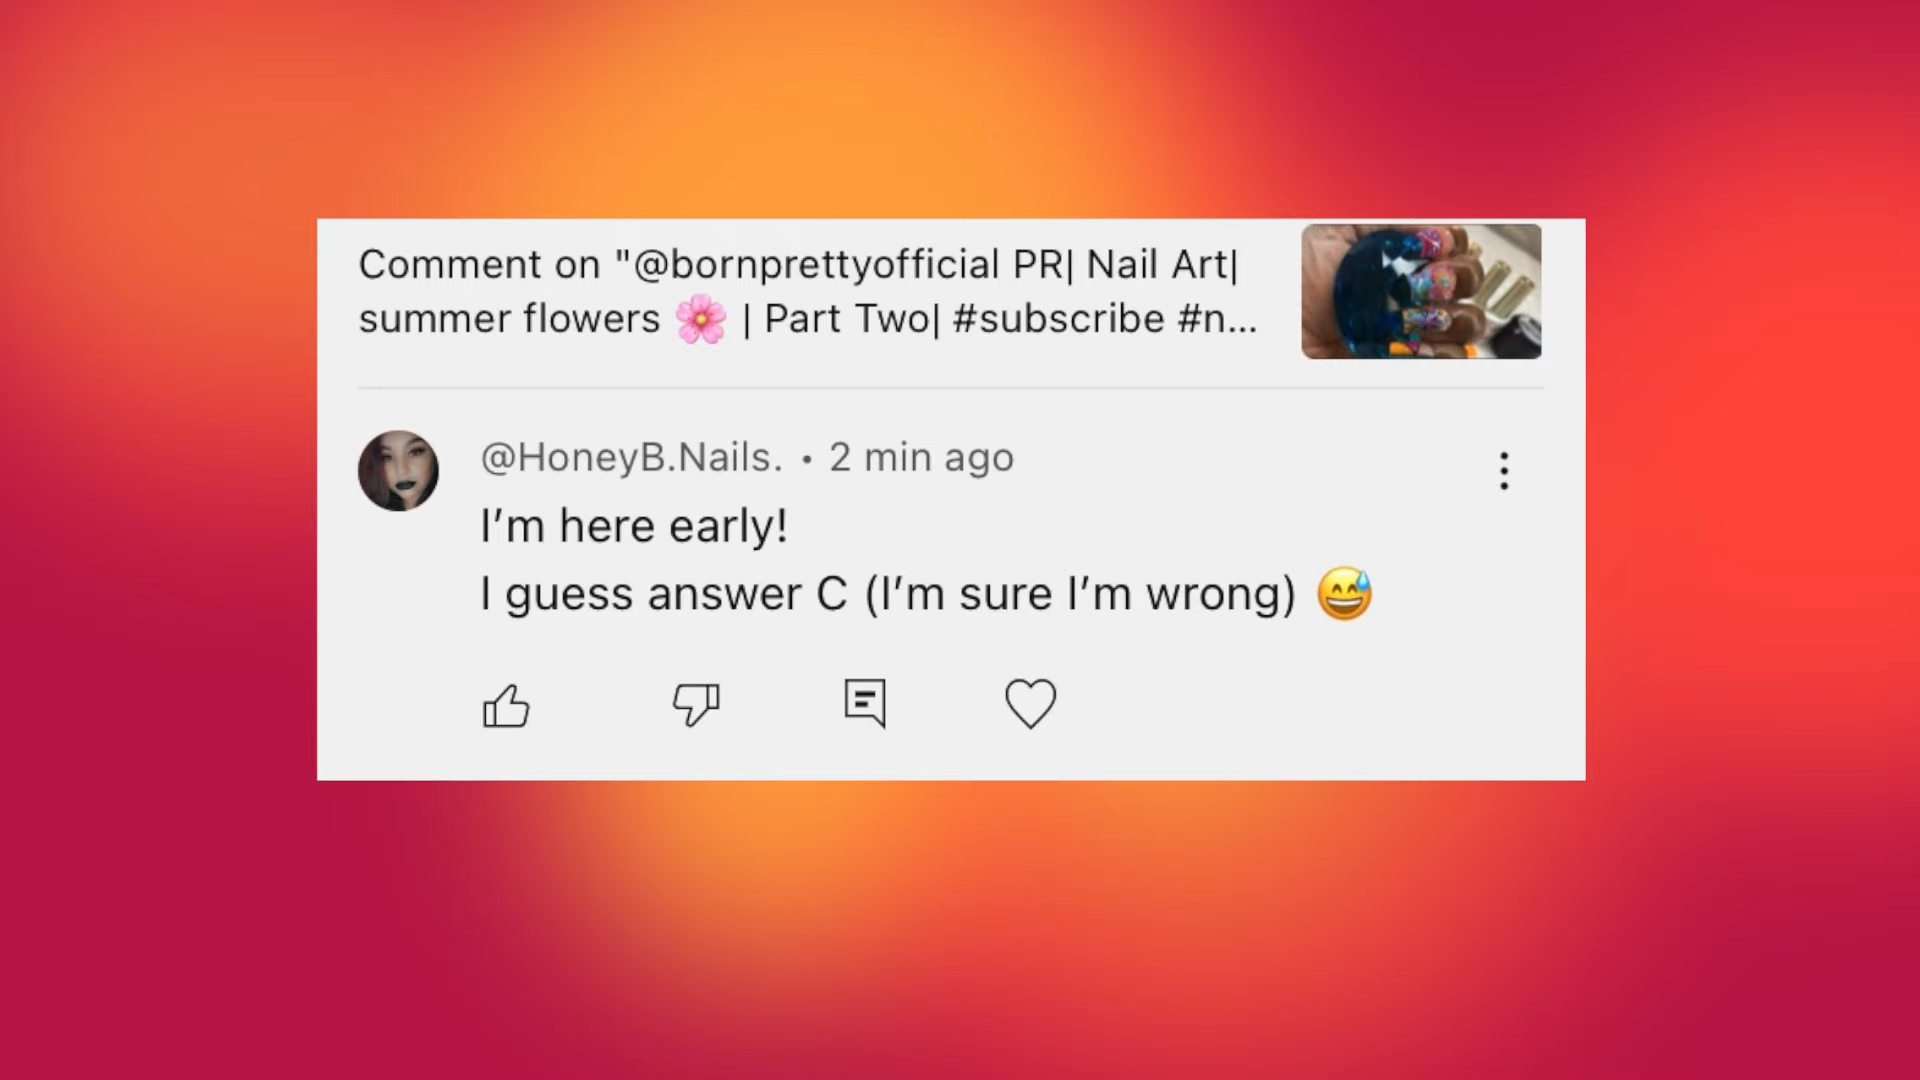 Comment on "@bornprettyofficial PR| Nail Art|
summer flowers 🌸 | Part Two| #subscribe #n...
@HoneyB.Nails. • 2 min ago
I’m here early!
I guess answer C (I’m sure I’m wrong) 😅